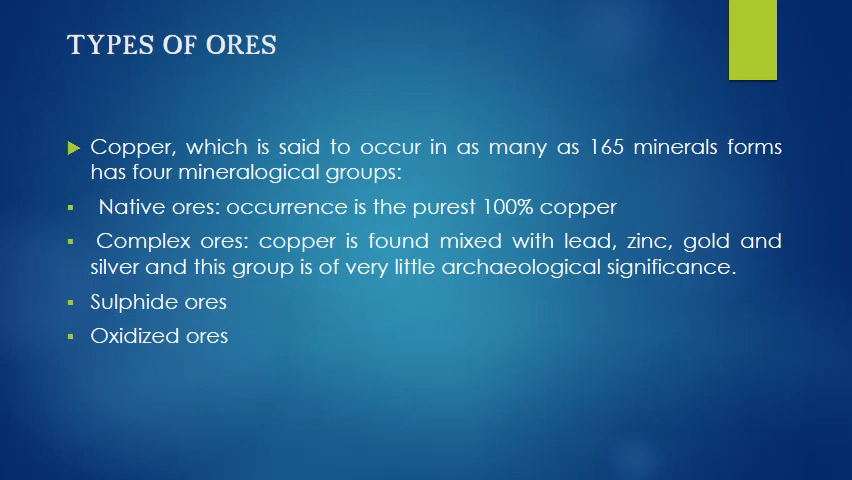 TYPES OF ORES
Copper, which is said to occur in as many as 165 minerals forms
has four mineralogical groups:
Native ores: occurrence is the purest 100% copper
Complex ores: copper is found mixed with lead, zinc, gold and
silver and this group is of very little archaeological significance.
Sulphide ores
Oxidized ores